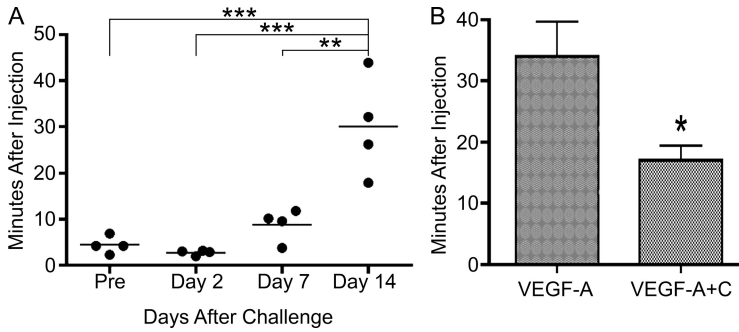 A
***
***
**
Minutes After Injection
50
40
30
20
10
0
Pre Day 2 Day 7 Day 14
Days After Challenge
B
Minutes After Injection
40
30
20
10
0
*
VEGF-A VEGF-A+C